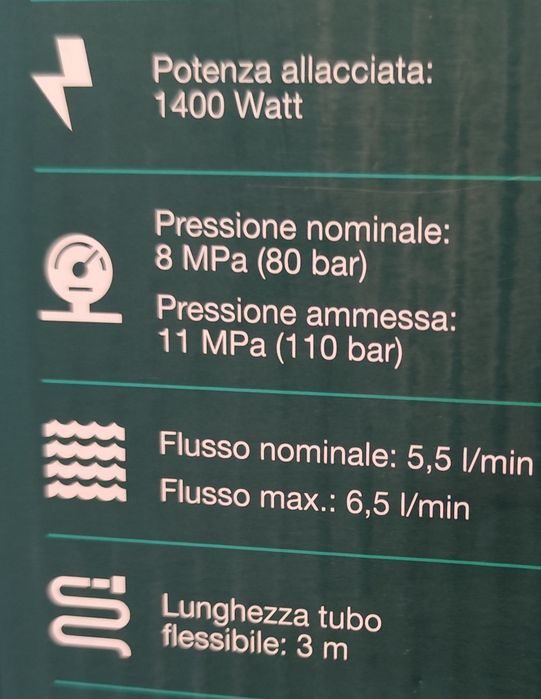 Potenza allacciata:
1400 Watt
Pressione nominale:
8 MPa (80 bar)
Pressione ammessa:
11 MPa (110 bar)
Flusso nominale: 5,5 l/min
Flusso max.: 6,5 l/min
Lunghezza tubo
flessibile: 3 m